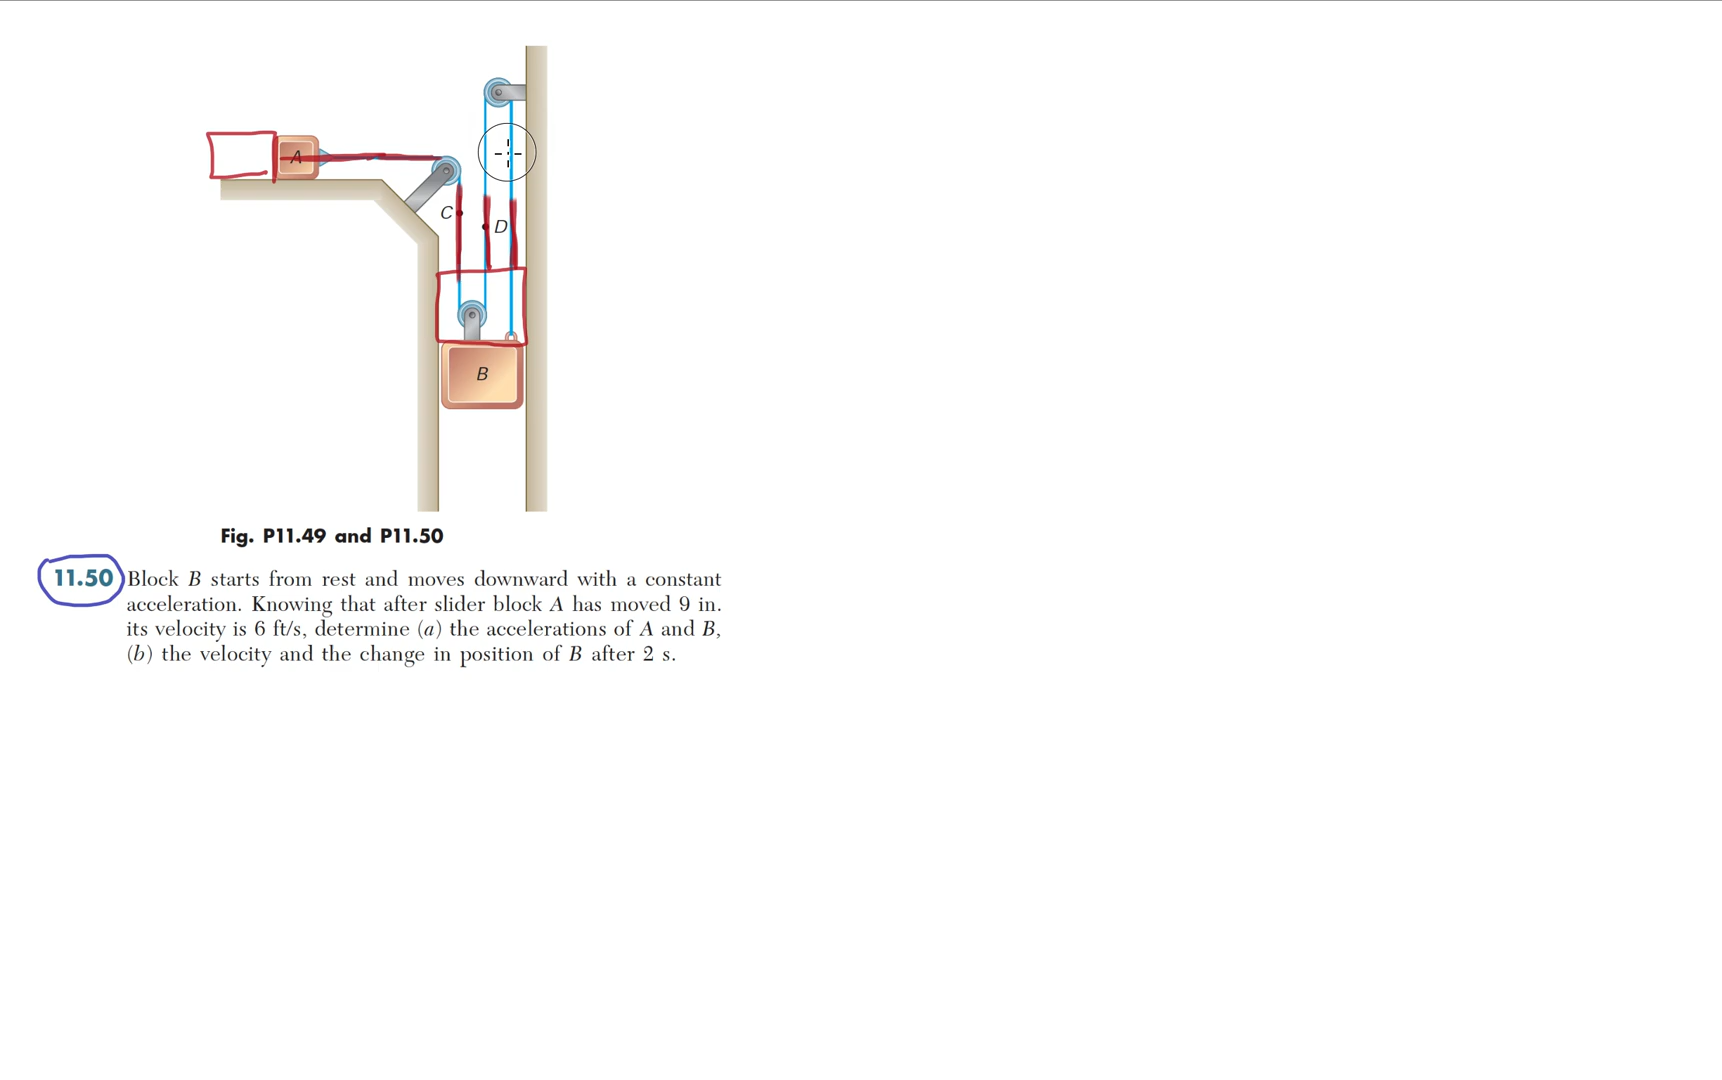 A
C
D
B
Fig. P11.49 and P11.50
11.50 Block B starts from rest and moves downward with a constant
acceleration. Knowing that after slider block A has moved 9 in.
its velocity is 6 ft/s, determine (a) the accelerations of A and B,
(b) the velocity and the change in position of B after 2 s.